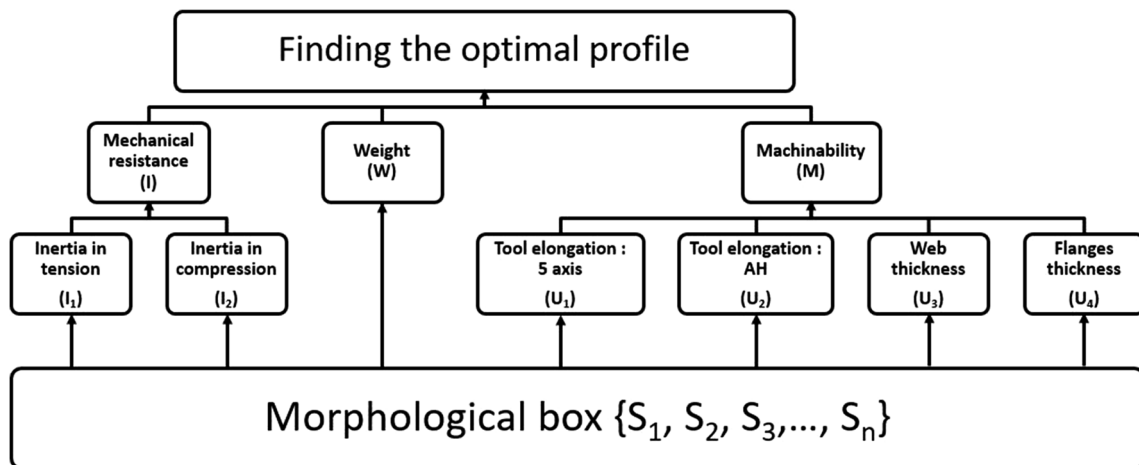 Finding the optimal profile
Mechanical
resistance
(I)
Weight
(W)
Machinability
(M)
Inertia in
tension
(I₁)
Inertia in
compression
(I₂)
Tool elongation :
5 axis
(U₁)
Tool elongation :
AH
(U₂)
Web
thickness
(U₃)
Flanges
thickness
(U₄)
Morphological box {S₁, S₂, S₃,..., Sₙ}